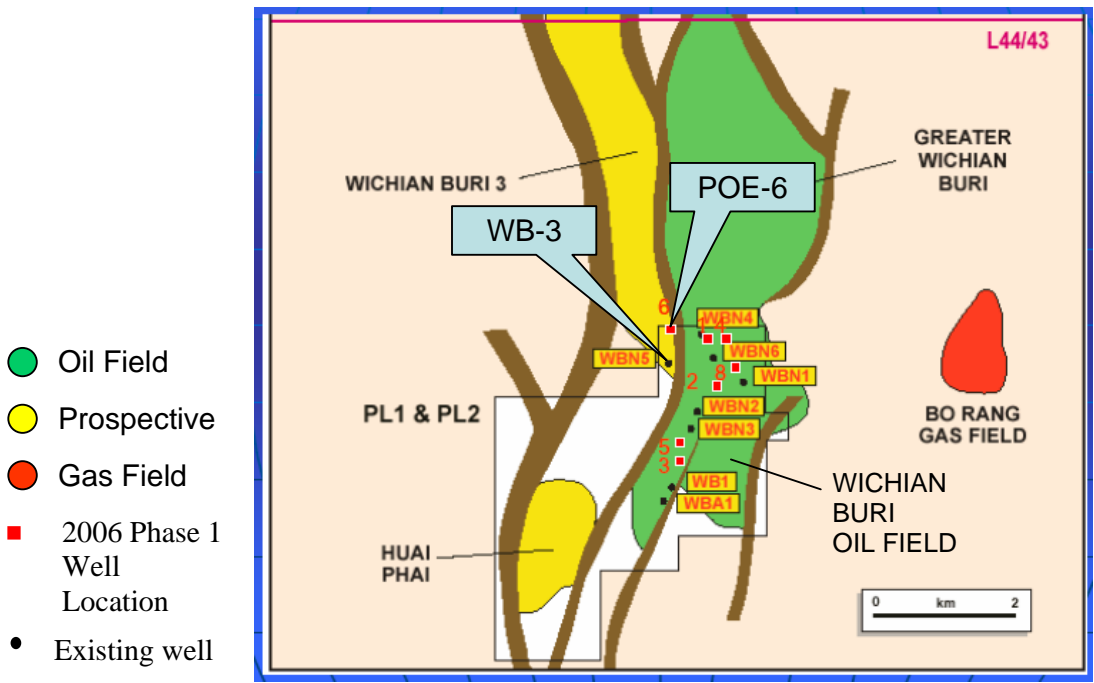 L44/43
GREATER
WICHIAN
BURI
WICHIAN BURI 3
POE-6
WB-3
6
WBN4
1 4
WBN5
WBN6
2
8
WBN1
PL1 & PL2
WBN2
WBN3
5
3
WB1
WBA1
BO RANG
GAS FIELD
WICHIAN
BURI
OIL FIELD
HUAI
PHAI
0 km 2
Oil Field
Prospective
Gas Field
2006 Phase 1
Well
Location
Existing well